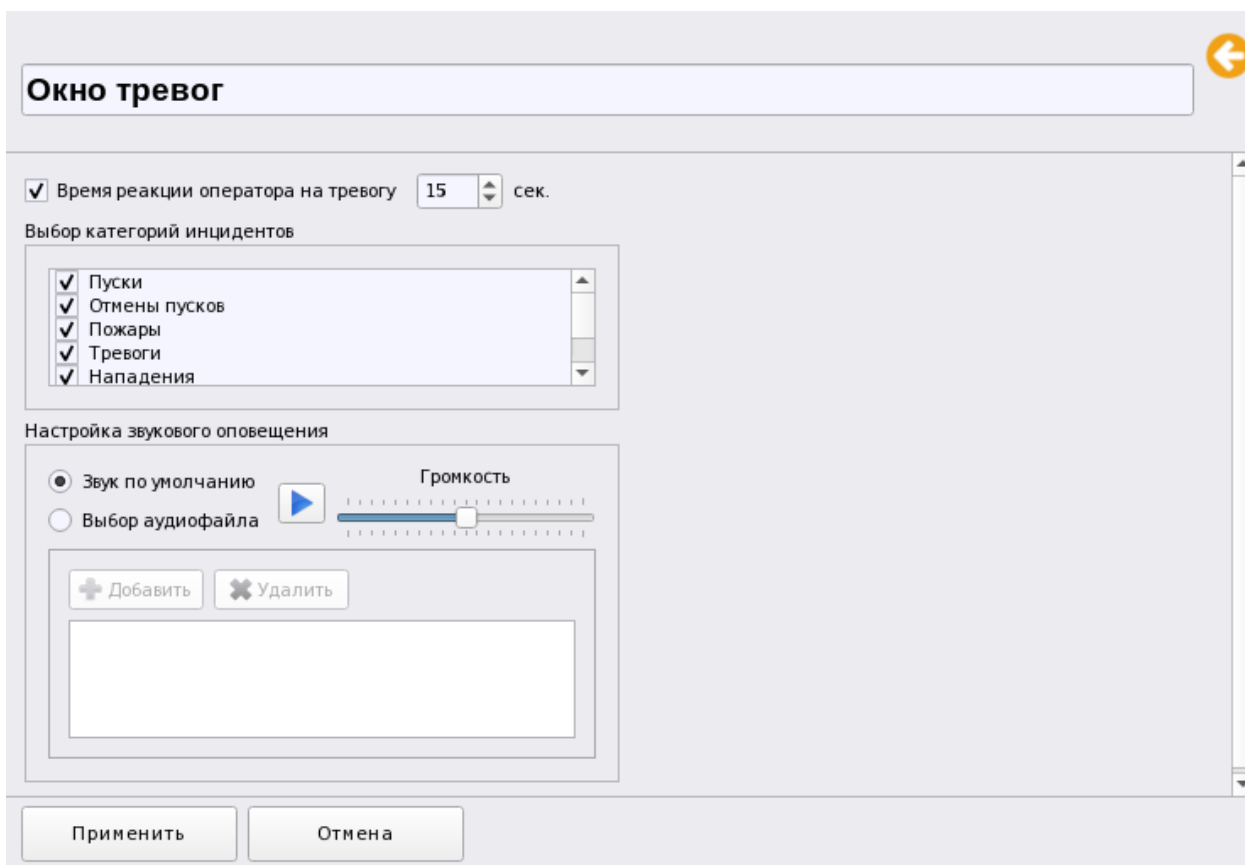 Окно тревог
Время реакции оператора на тревогу 15 сек.
Выбор категорий инцидентов
Пуски
Отмены пусков
Пожары
Тревоги
Нападения
Настройка звукового оповещения
Звук по умолчанию
Громкость
Выбор аудиофайла
Добавить Удалить
Применить Отмена